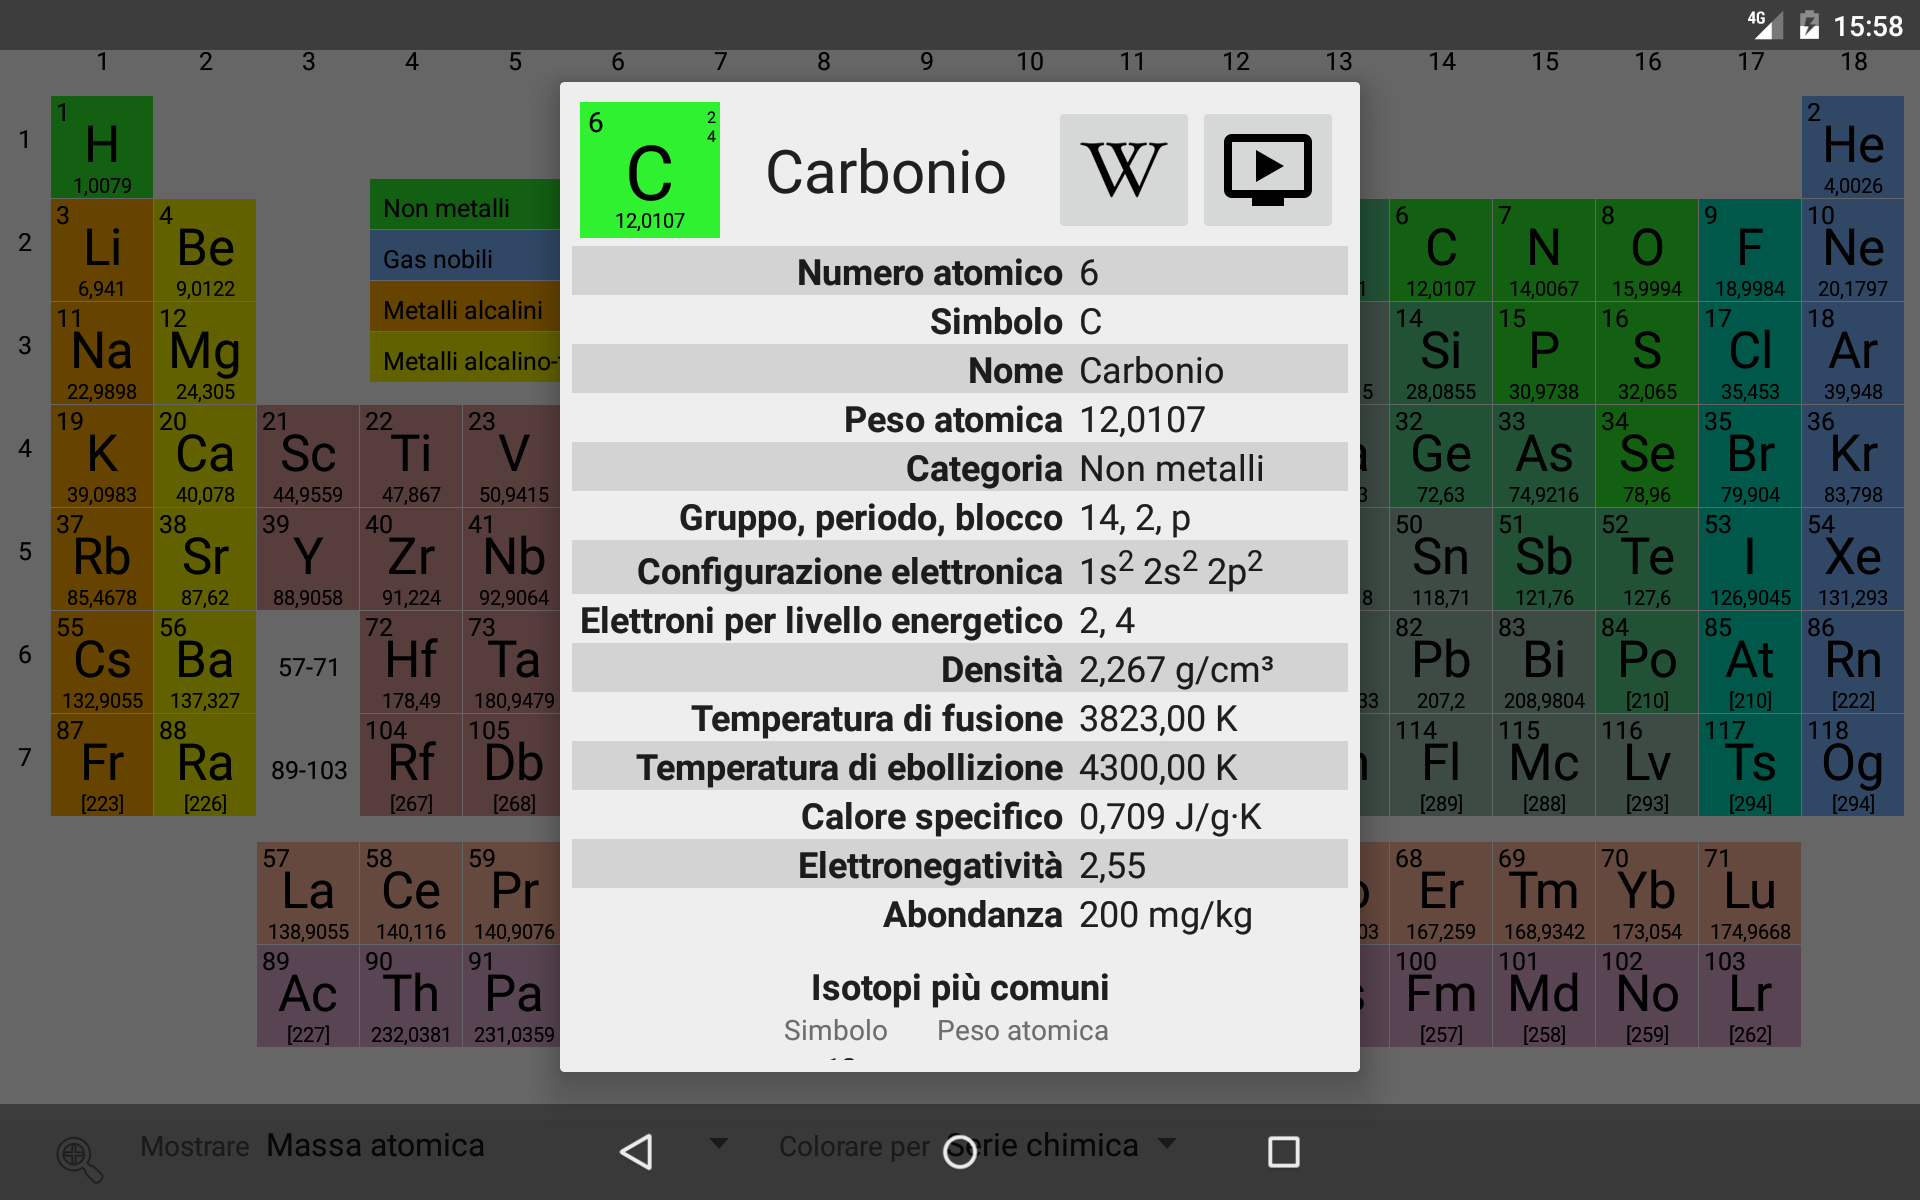 4G 15:58
1 2 3 4 5 6 7 8 9 10 11 12 13 14 15 16 17 18
6 2
4
C
12,0107
Carbonio
W
Numero atomico 6
Simbolo C
Nome Carbonio
Peso atomica 12,0107
Categoria Non metalli
Gruppo, periodo, blocco 14, 2, p
Configurazione elettronica 1s² 2s² 2p²
Elettroni per livello energetico 2, 4
Densità 2,267 g/cm³
Temperatura di fusione 3823,00 K
Temperatura di ebollizione 4300,00 K
Calore specifico 0,709 J/g·K
Elettronegatività 2,55
Abondanza 200 mg/kg
Isotopi più comuni
Simbolo Peso atomica
Non metalli
Gas nobili
Metalli alcalini
Metalli alcalino-
1
1 2
H He
1,0079 4,0026
2
3 4 6 7 8 9 10
Li Be C N O F Ne
6,941 9,0122 12,0107 14,0067 15,9994 18,9984 20,1797
3
11 12 14 15 16 17 18
Na Mg Si P S Cl Ar
22,9898 24,305 28,0855 30,9738 32,065 35,453 39,948
4
19 20 21 22 23 32 33 34 35 36
K Ca Sc Ti V Ge As Se Br Kr
39,0983 40,078 44,9559 47,867 50,9415 72,63 74,9216 78,96 79,904 83,798
5
37 38 39 40 41 50 51 52 53 54
Rb Sr Y Zr Nb Sn Sb Te I Xe
85,4678 87,62 88,9058 91,224 92,9064 118,71 121,76 127,6 126,9045 131,293
6
55 56 72 73 82 83 84 85 86
Cs Ba 57-71 Hf Ta Pb Bi Po At Rn
132,9055 137,327 178,49 180,9479 207,2 208,9804 [210] [210] [222]
7
87 88 104 105 114 115 116 117 118
Fr Ra 89-103 Rf Db Fl Mc Lv Ts Og
[223] [226] [267] [268] [289] [288] [293] [294] [294]
57 58 59 68 69 70 71
La Ce Pr Er Tm Yb Lu
138,9055 140,116 140,9076 167,259 168,9342 173,054 174,9668
89 90 91 100 101 102 103
Ac Th Pa Fm Md No Lr
[227] 232,0381 231,0359 [257] [258] [259] [262]
Mostrare Massa atomica Colorare per Serie chimica